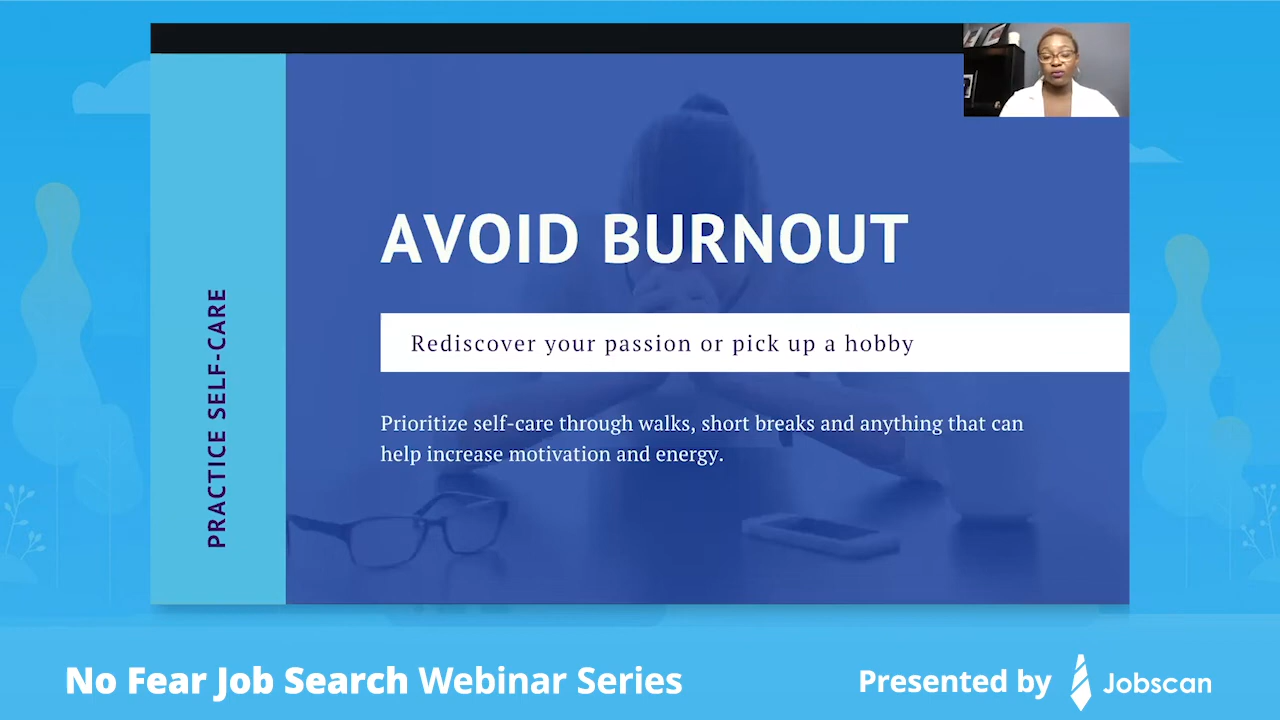 PRACTICE SELF-CARE
AVOID BURNOUT
Rediscover your passion or pick up a hobby
Prioritize self-care through walks, short breaks and anything that can
help increase motivation and energy.
No Fear Job Search Webinar Series
Presented by Jobscan